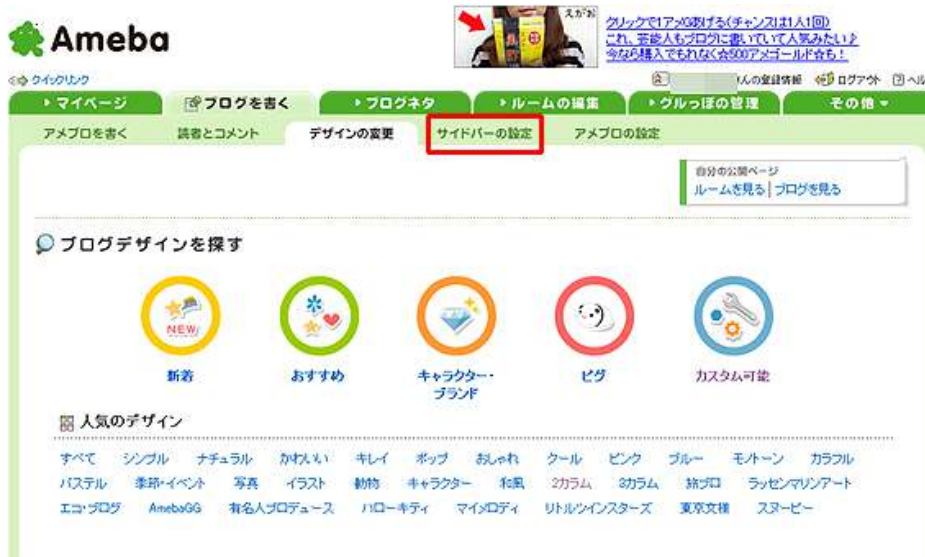 Ameba
えがお
クリックで1アメGあげる(チャンスは1人1回)
これ、芸能人もブログに書いていて人気みたい♪
今なら購入でもれなく☆500アメゴールド☆も!
クイックリンク
んの登録情報 ログアウト ヘル
マイページ ブログを書く ブログネタ ルームの編集 グルっぽの管理 その他
アメブロを書く 読者とコメント デザインの変更 サイドバーの設定 アメブロの設定
自分の公開ページ
ルームを見る | ブログを見る
ブログデザインを探す
NEW
新着 おすすめ キャラクター・ブランド ピグ カスタム可能
人気のデザイン
すべて シンプル ナチュラル かわいい キレイ ポップ おしゃれ クール ピンク ブルー モノトーン カラフル
パステル 季節・イベント 写真 イラスト 動物 キャラクター 和風 2カラム 3カラム 旅ブロ ラッセンマリンアート
エコ・ブログ AmebaGG 有名人プロデュース ハローキティ マイメロディ リトルツインスターズ 東京文様 スヌーピー